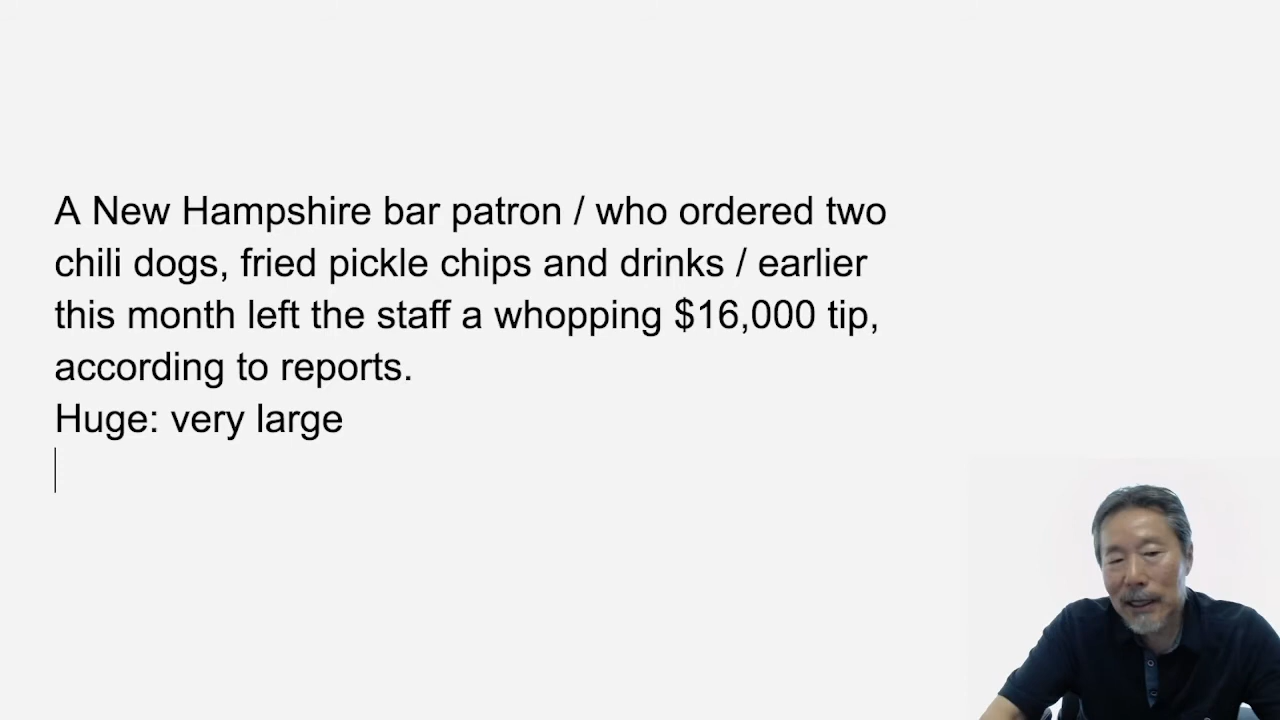 A New Hampshire bar patron / who ordered two
chili dogs, fried pickle chips and drinks / earlier
this month left the staff a whopping $16,000 tip,
according to reports.
Huge: very large